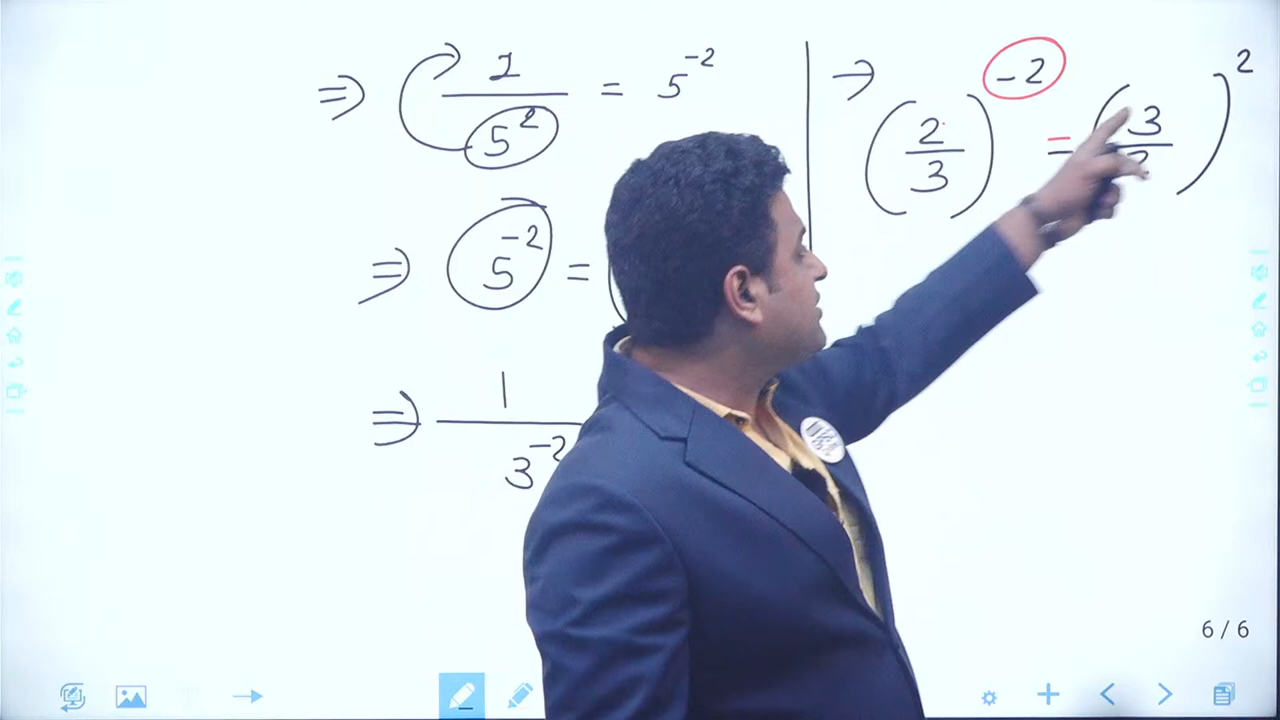 ⇒ 1/5² = 5⁻²
⇒ 5⁻² = (
⇒ 1/3⁻²
→ (2/3)⁻² = (3/2)²
6 / 6